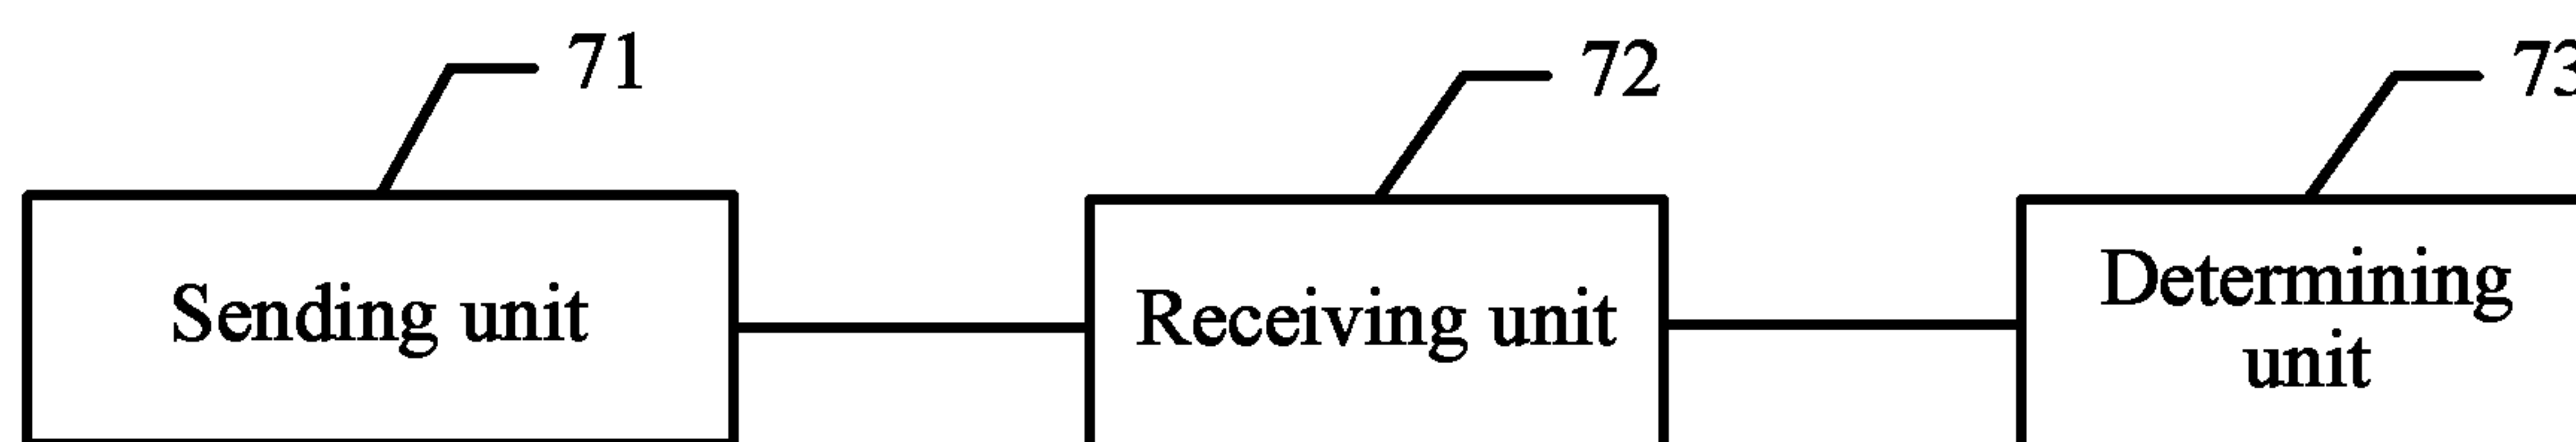 71
72
73
Sending unit
Receiving unit
Determining
unit